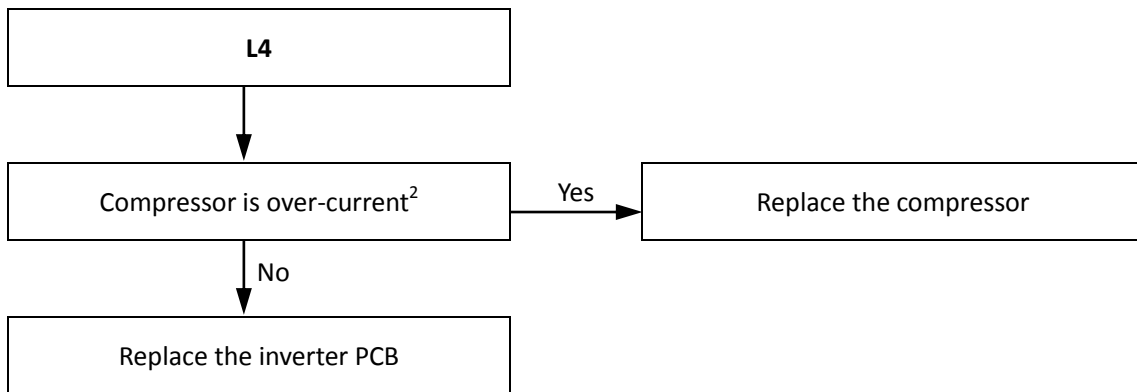 L4
Compressor is over-current²
Yes
Replace the compressor
No
Replace the inverter PCB